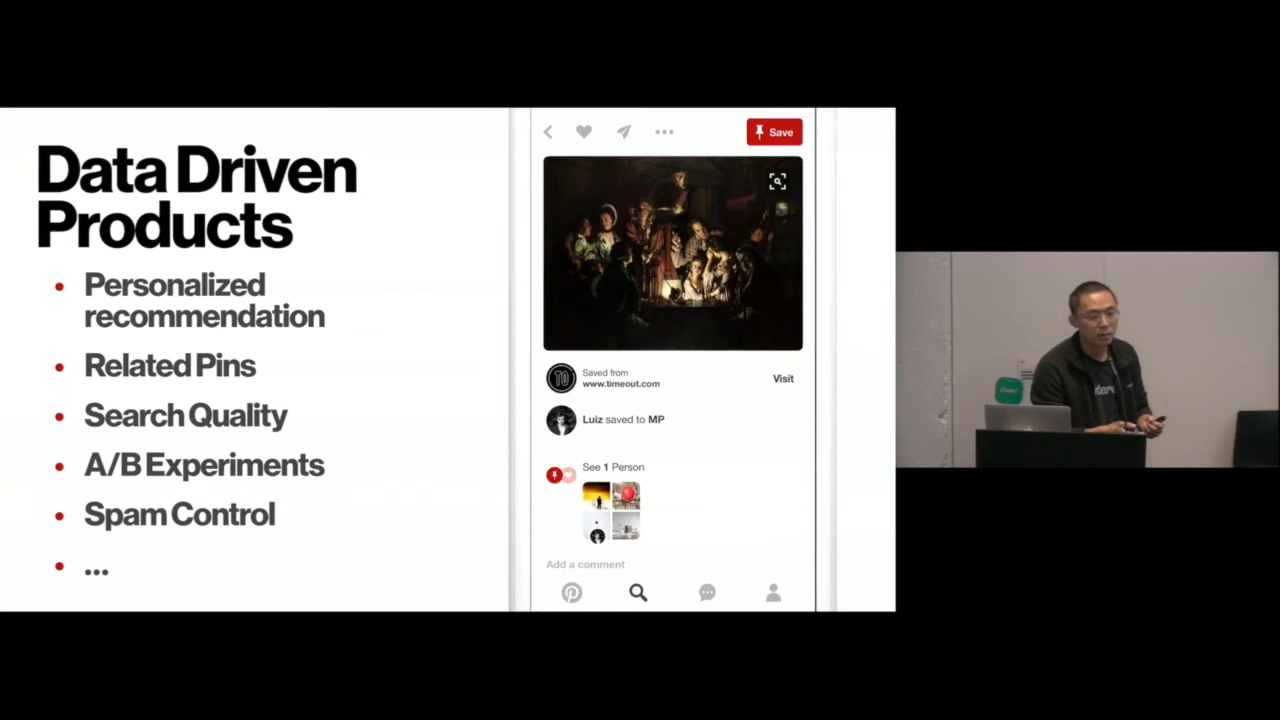 Data Driven
Products
Personalized
recommendation
Related Pins
Search Quality
A/B Experiments
Spam Control
...
Save
TO
Saved from
www.timeout.com
Visit
Luiz saved to MP
See 1 Person
Add a comment